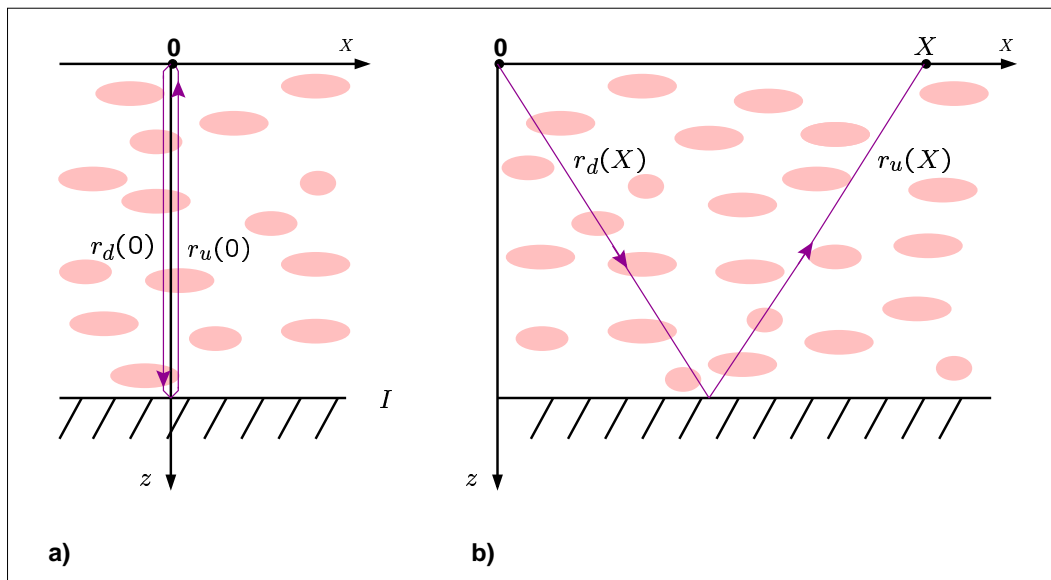 0 X
0 X X
r_d(X) r_u(X)
r_d(0) r_u(0)
I
z
z
a) b)